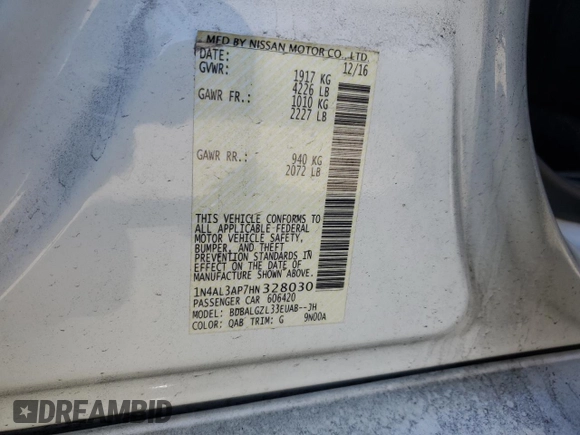 MFD BY NISSAN MOTOR CO., LTD.
DATE: 12/16
GVWR: 1917 KG
4226 LB
GAWR FR.: 1010 KG
2227 LB
GAWR RR.: 940 KG
2072 LB
THIS VEHICLE CONFORMS TO
ALL APPLICABLE FEDERAL
MOTOR VEHICLE SAFETY,
BUMPER, AND THEFT
PREVENTION STANDARDS IN
EFFECT ON THE DATE OF
MANUFACTURE SHOWN ABOVE.
1N4AL3AP7HN328030
PASSENGER CAR 606420
MODEL: BDBALGZL33EUAB--JH
COLOR: QAB TRIM: G 9N00A
DREAMBID